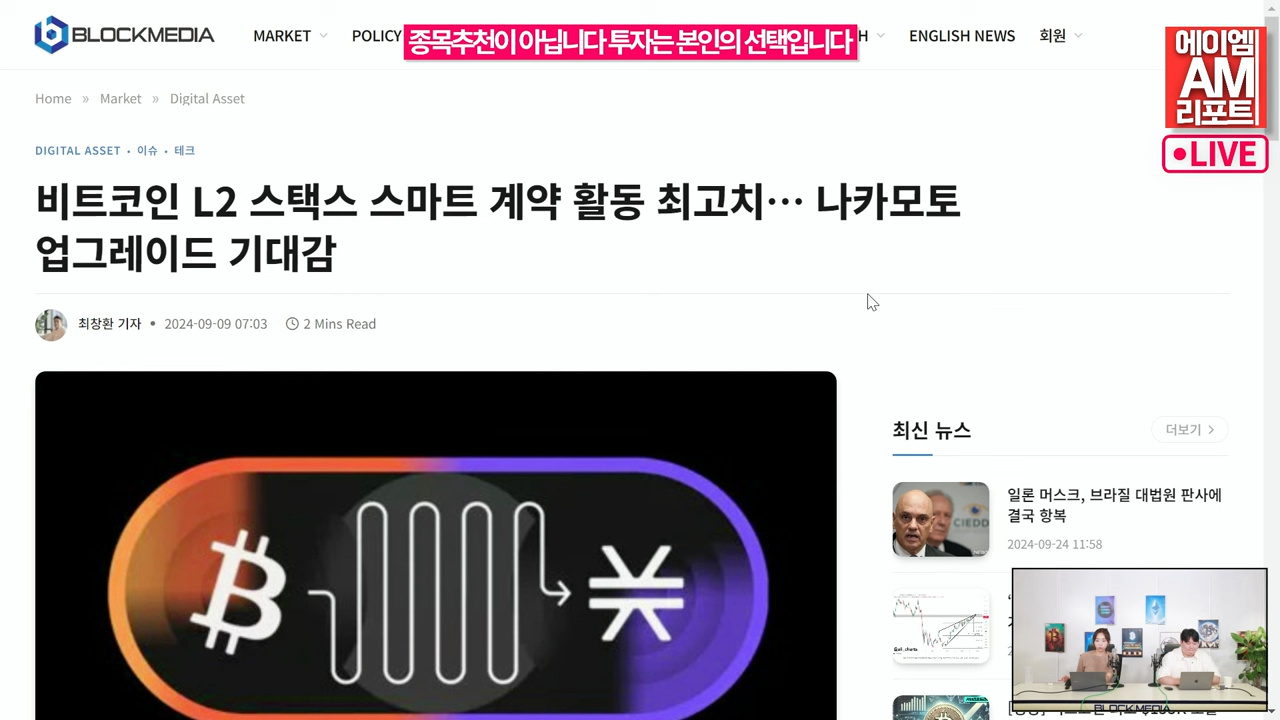 BLOCKMEDIA
MARKET
POLICY
종목추천이 아닙니다 투자는 본인의 선택입니다
H
ENGLISH NEWS
회원
에이엠
AM
리포트
LIVE
Home » Market » Digital Asset
DIGITAL ASSET • 이슈 • 테크
비트코인 L2 스택스 스마트 계약 활동 최고치… 나카모토
업그레이드 기대감
최창환 기자 • 2024-09-09 07:03 2 Mins Read
최신 뉴스
더보기
일론 머스크, 브라질 대법원 판사에
결국 항복
2024-09-24 11:58
BLOCKMEDIA